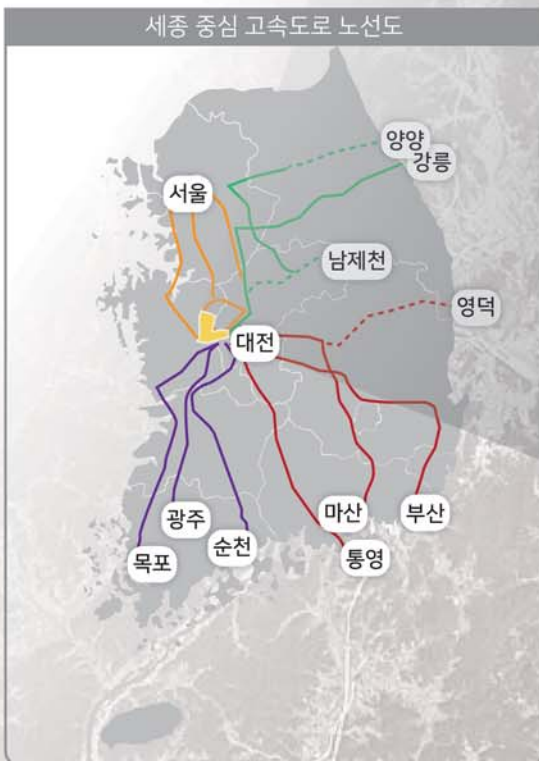 세종 중심 고속도로 노선도
양양
강릉
서울
남제천
영덕
대전
광주
마산
부산
순천
목포
통영